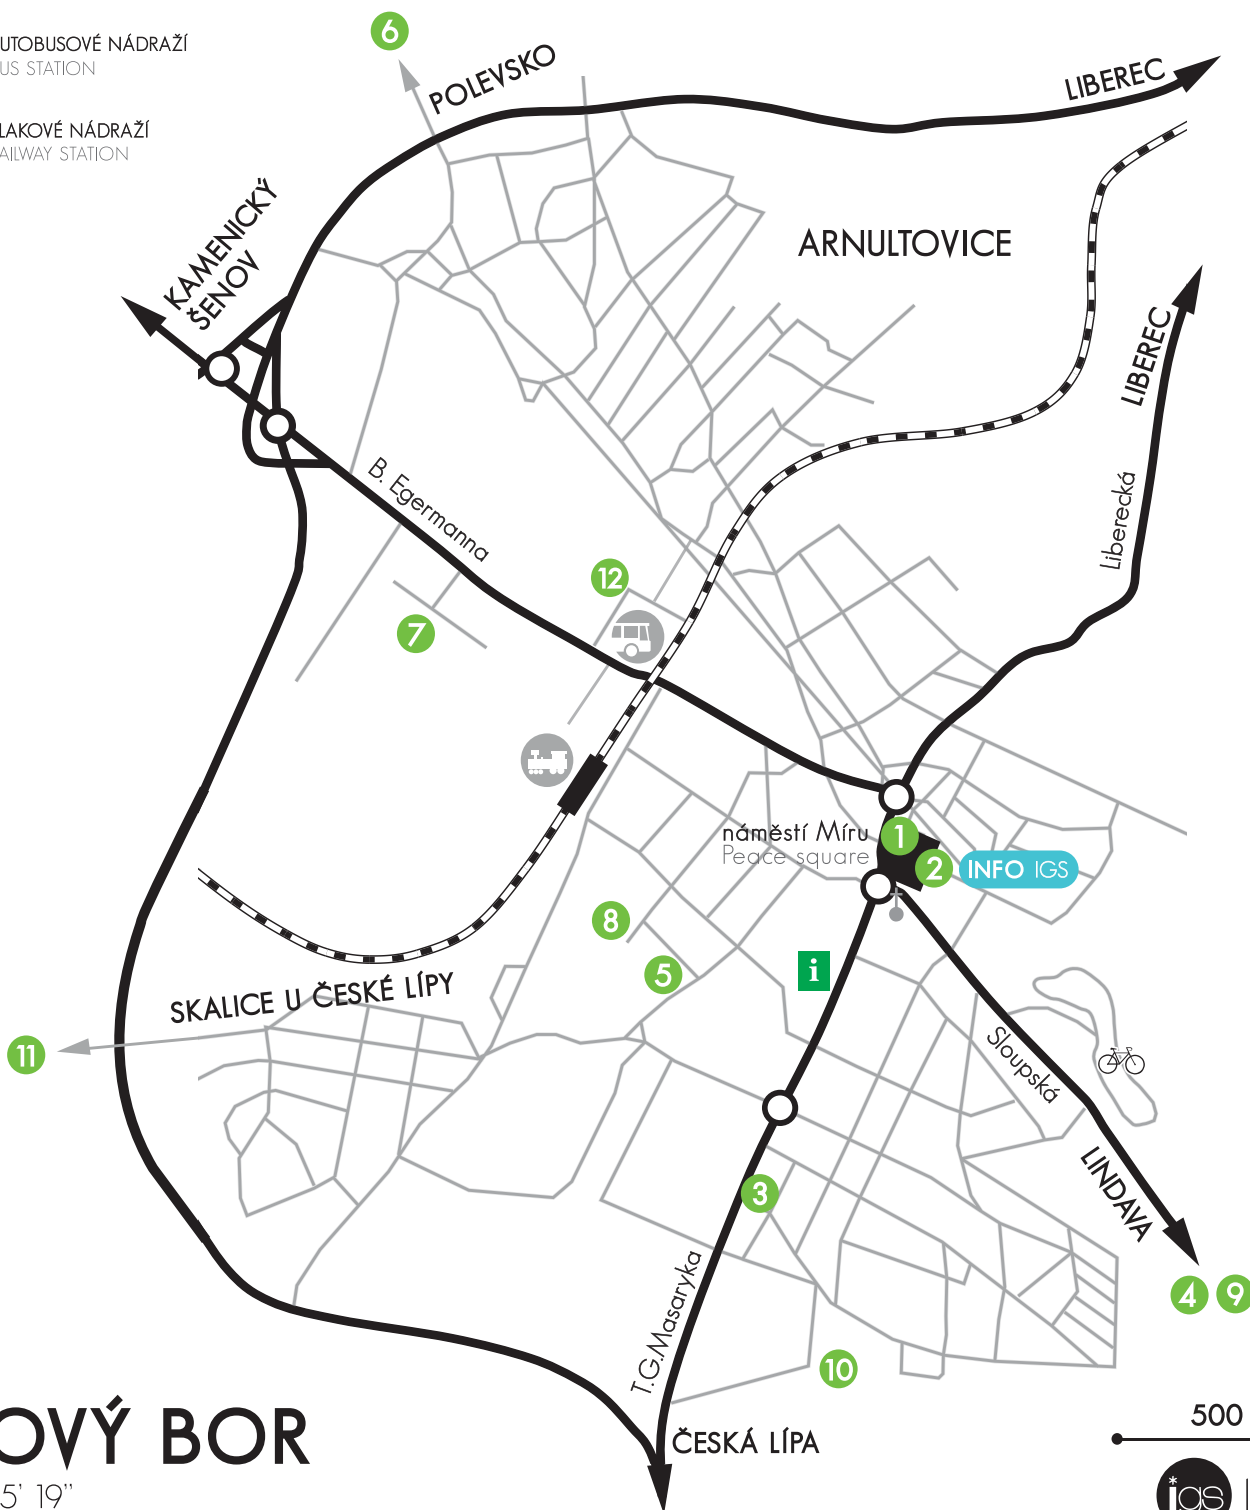 UTOBUSOVÉ NÁDRAŽÍ
US STATION
LAKOVÉ NÁDRAŽÍ
AILWAY STATION
6
POLEVSKO
LIBEREC
KAMENICKÝ
ŠENOV
ARNULTOVICE
LIBEREC
B. Egermanna
Liberecká
12
7
náměstí Míru
Peace square
1
2
INFO IGS
8
5
i
SKALICE U ČESKÉ LÍPY
11
Sloupská
LINDAVA
3
T.G.Masaryka
4 9
10
OVÝ BOR
5' 19"
ČESKÁ LÍPA
500
igs